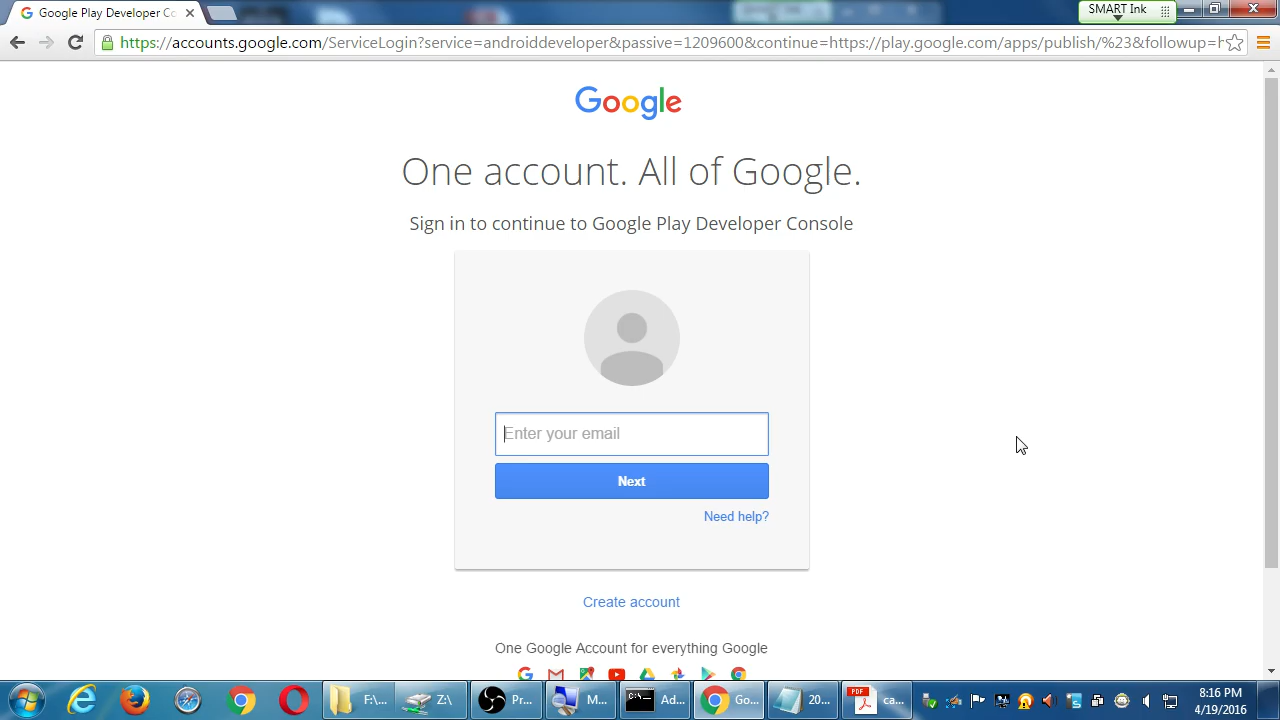 Google Play Developer Co
SMART Ink
https://accounts.google.com/ServiceLogin?service=androiddeveloper&passive=1209600&continue=https://play.google.com/apps/publish/%23&followup=h
Google
One account. All of Google.
Sign in to continue to Google Play Developer Console
Enter your email
Next
Need help?
Create account
One Google Account for everything Google
F:\...
Z:\
Pr...
M...
Ad...
Go...
20...
PDF
ca...
8:16 PM
4/19/2016